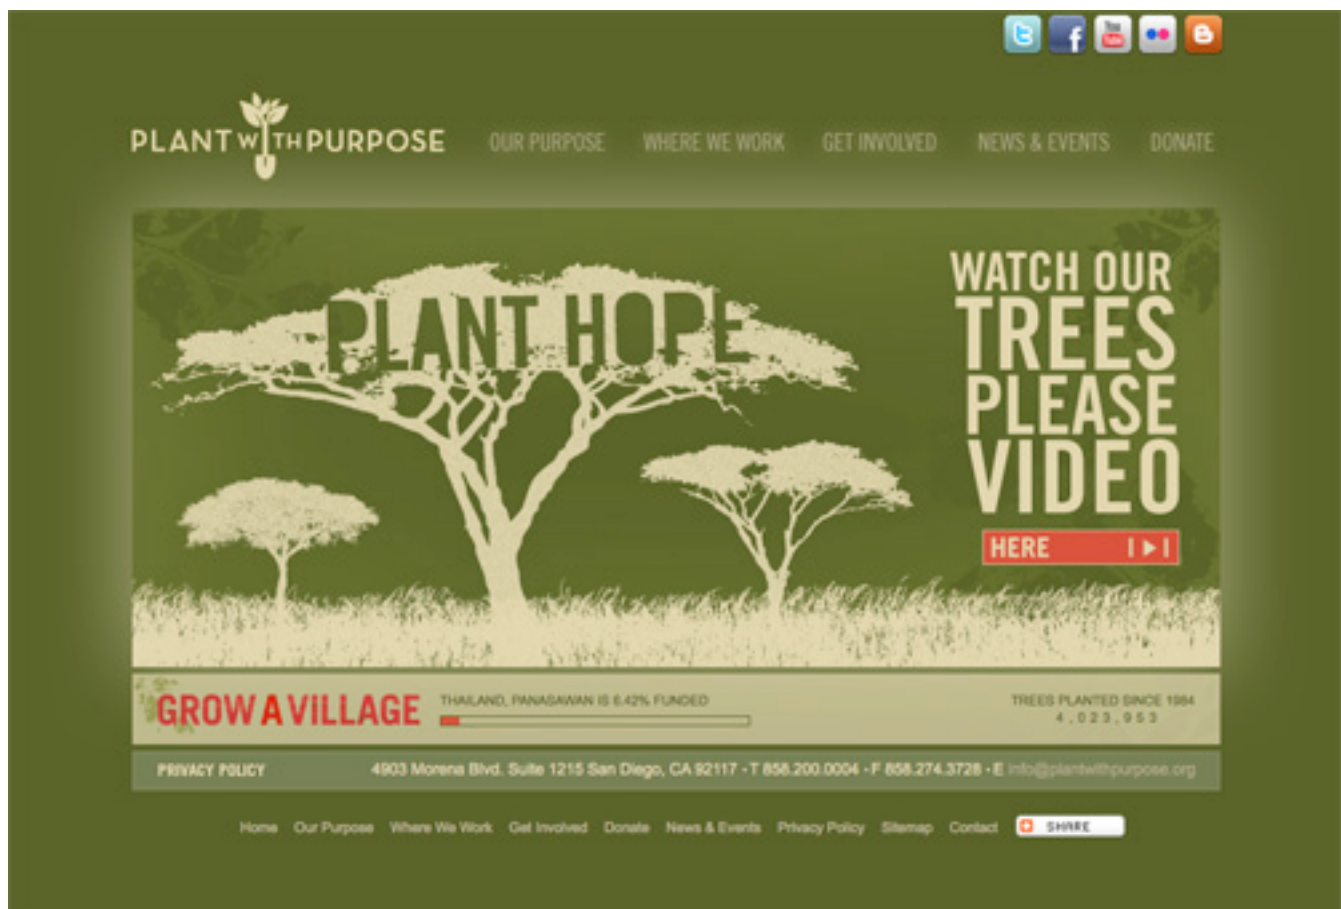 PLANT WITH PURPOSE
OUR PURPOSE WHERE WE WORK GET INVOLVED NEWS & EVENTS DONATE
PLANT HOPE
WATCH OUR
TREES
PLEASE
VIDEO
HERE
GROW A VILLAGE
THAILAND, PANASAWAN IS 6.42% FUNDED
TREES PLANTED SINCE 1984
4,023,953
PRIVACY POLICY 4903 Morena Blvd. Suite 1215 San Diego, CA 92117 • T 858.200.0004 • F 858.274.3728 • E info@plantwithpurpose.org
Home Our Purpose Where We Work Get Involved Donate News & Events Privacy Policy Sitemap Contact SHARE